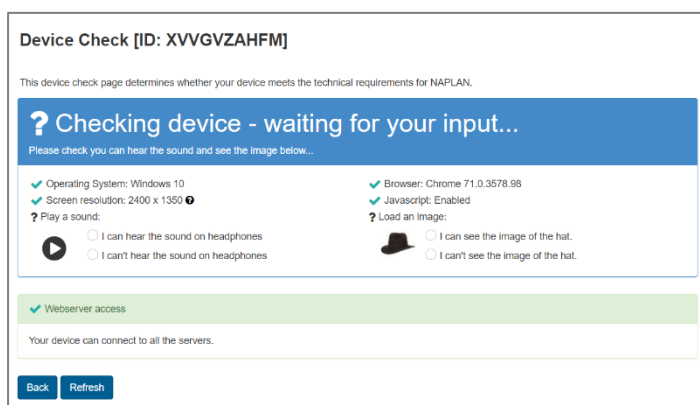 Device Check [ID: XVVGVZAHFM]
This device check page determines whether your device meets the technical requirements for NAPLAN.
? Checking device - waiting for your input...
Please check you can hear the sound and see the image below...
Operating System: Windows 10
Screen resolution: 2400 x 1350 ?
? Play a sound:
I can hear the sound on headphones
I can't hear the sound on headphones
Browser: Chrome 71.0.3578.98
Javascript: Enabled
? Load an image:
I can see the image of the hat.
I can't see the image of the hat.
Webserver access
Your device can connect to all the servers.
Back
Refresh